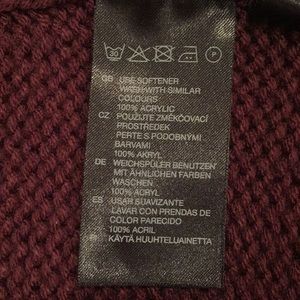 30 P
GB USE SOFTENER
WASH WITH SIMILAR
COLOURS
100% ACRYLIC
CZ POUŽIJTE ZMĚKČOVACÍ
PROSTŘEDEK
PERTE S PODOBNÝMI
BARVAMI
100% AKRYL
DE WEICHSPÜLER BENUTZEN
MIT ÄHNLICHEN FARBEN
WASCHEN
100% ACRYL
ES USAR SUAVIZANTE
LAVAR CON PRENDAS DE
COLOR PARECIDO
100% ACRIL
FI KÄYTÄ HUUHTELUAINETTA